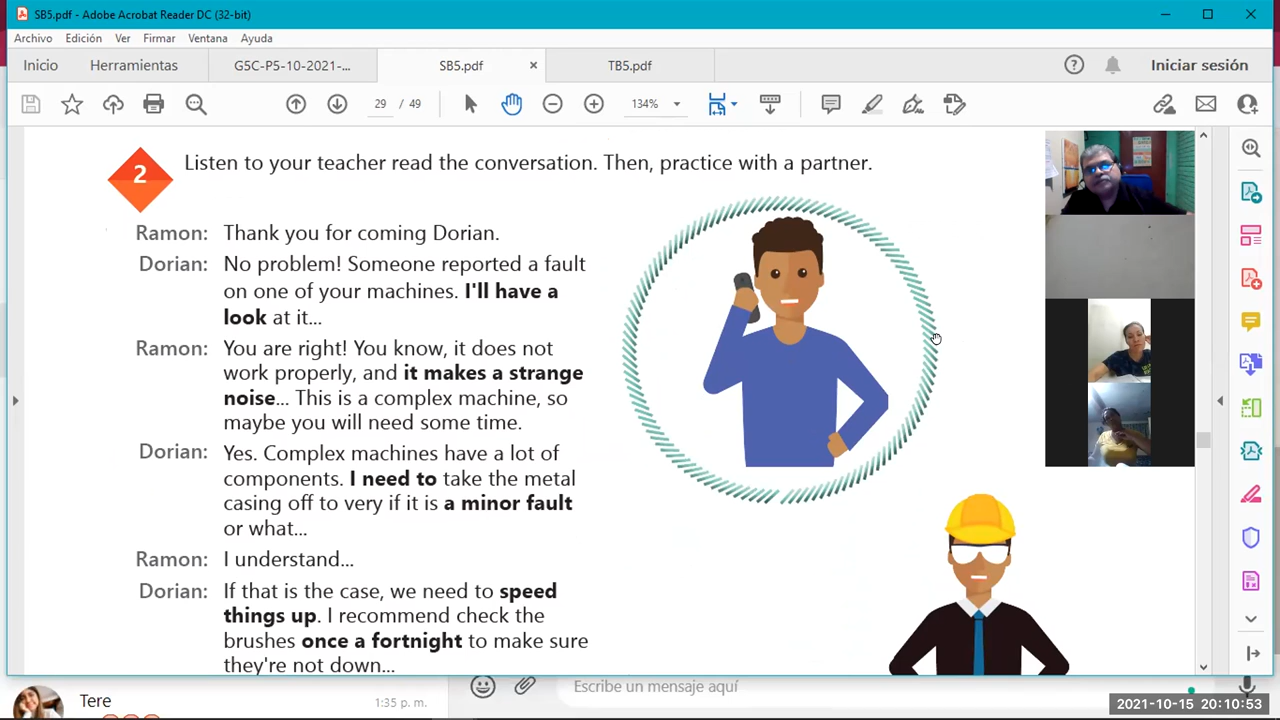 SB5.pdf - Adobe Acrobat Reader DC (32-bit)
Archivo Edición Ver Firmar Ventana Ayuda
Inicio Herramientas G5C-P5-10-2021-... SB5.pdf × TB5.pdf Iniciar sesión
29 / 49 134%
2 Listen to your teacher read the conversation. Then, practice with a partner.
Ramon: Thank you for coming Dorian.
Dorian: No problem! Someone reported a fault
on one of your machines. I'll have a
look at it...
Ramon: You are right! You know, it does not
work properly, and it makes a strange
noise... This is a complex machine, so
maybe you will need some time.
Dorian: Yes. Complex machines have a lot of
components. I need to take the metal
casing off to very if it is a minor fault
or what...
Ramon: I understand...
Dorian: If that is the case, we need to speed
things up. I recommend check the
brushes once a fortnight to make sure
they're not down...
Tere 1:35 p. m. Escribe un mensaje aquí
2021-10-15 20:10:53